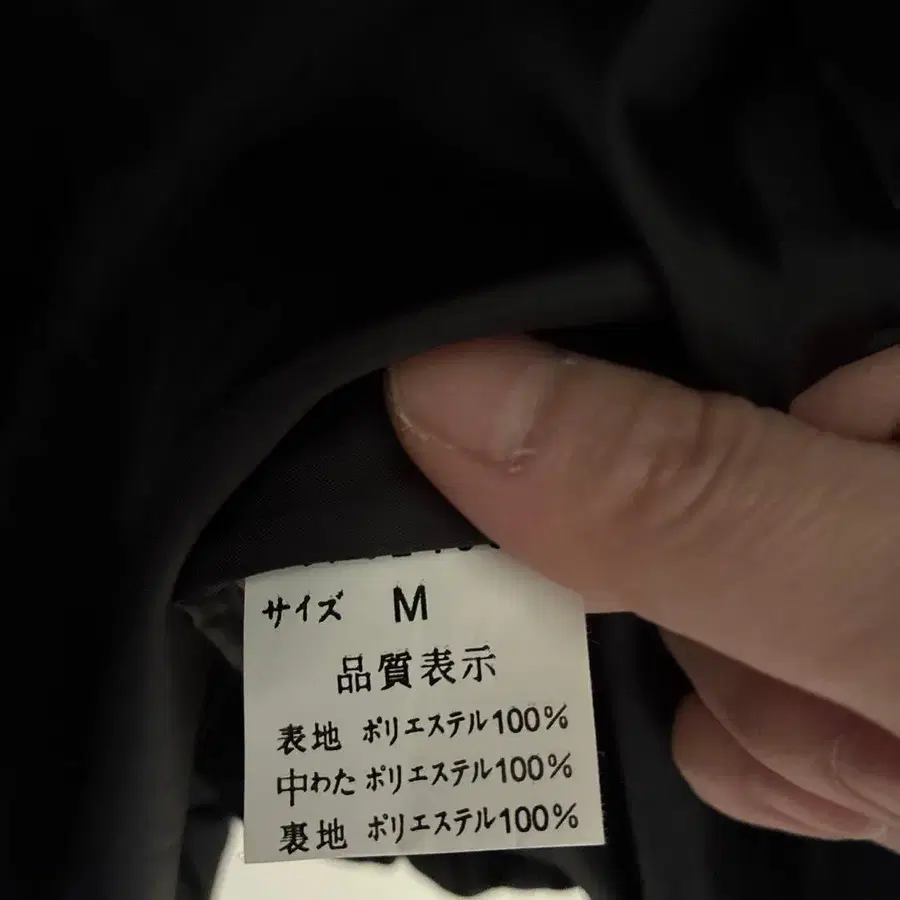 サイズ M
品質表示
表地 ポリエステル100%
中わた ポリエステル100%
裏地 ポリエステル100%